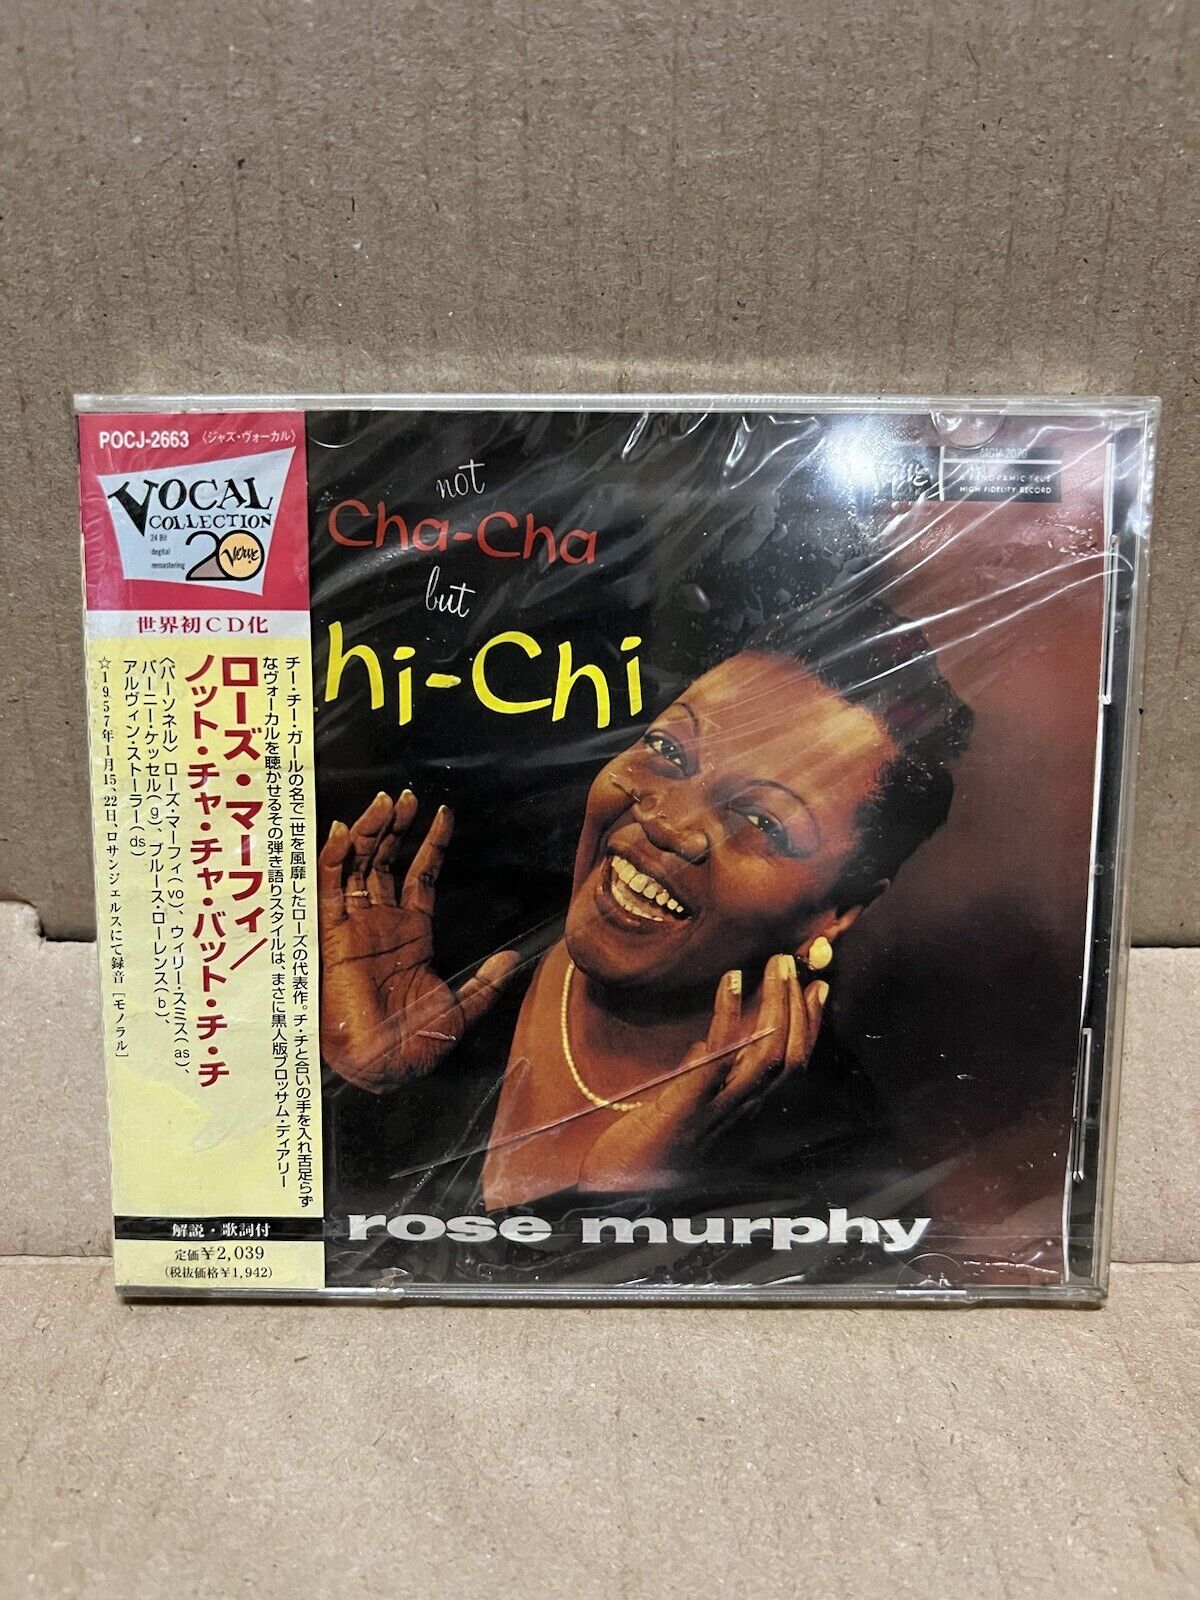 POCJ-2663 〈ジャズ・ヴォーカル〉
VOCAL
COLLECTION
24 Bit
degital
remastering
20
Verve
世界初CD化
チー・チー・ガールの名で一世を風靡したローズの代表作。チ・チと合いの手を入れ舌足らず
なヴォーカルを聴かせるその弾き語りスタイルは、まさに黒人版ブロッサム・ディアリー
ローズ・マーフィ／
ノット・チャ・チャ・バット・チ・チ
〈パーソネル〉ローズ・マーフィ(vo)、ウィリー・スミス(as)、
バーニー・ケッセル(g)、ブルース・ローレンス(b)、
アルヴィン・ストーラー(ds)
☆1957年1月15、22日、ロサンジェルスにて録音［モノラル］
解説・歌詞付
定価¥2,039
(税抜価格¥1,942)
not
Cha-Cha
but
hi-Chi
A PANORAMIC TRUE
HIGH FIDELITY RECORD
rose murphy